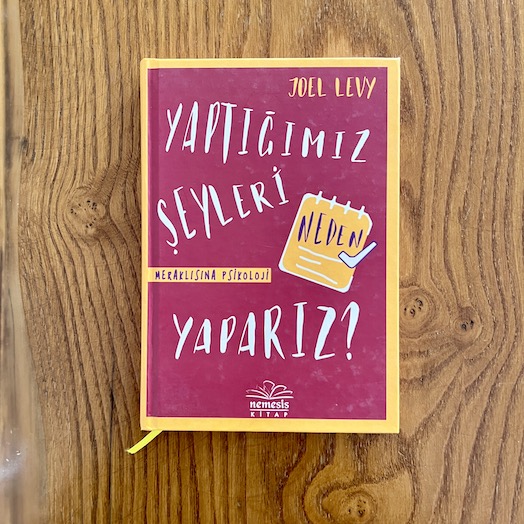 JOEL LEVY
YAPTIĞIMIZ
ŞEYLERİ
NEDEN
MERAKLISINA PSİKOLOJİ
YAPARIZ?
nemesis
KİTAP